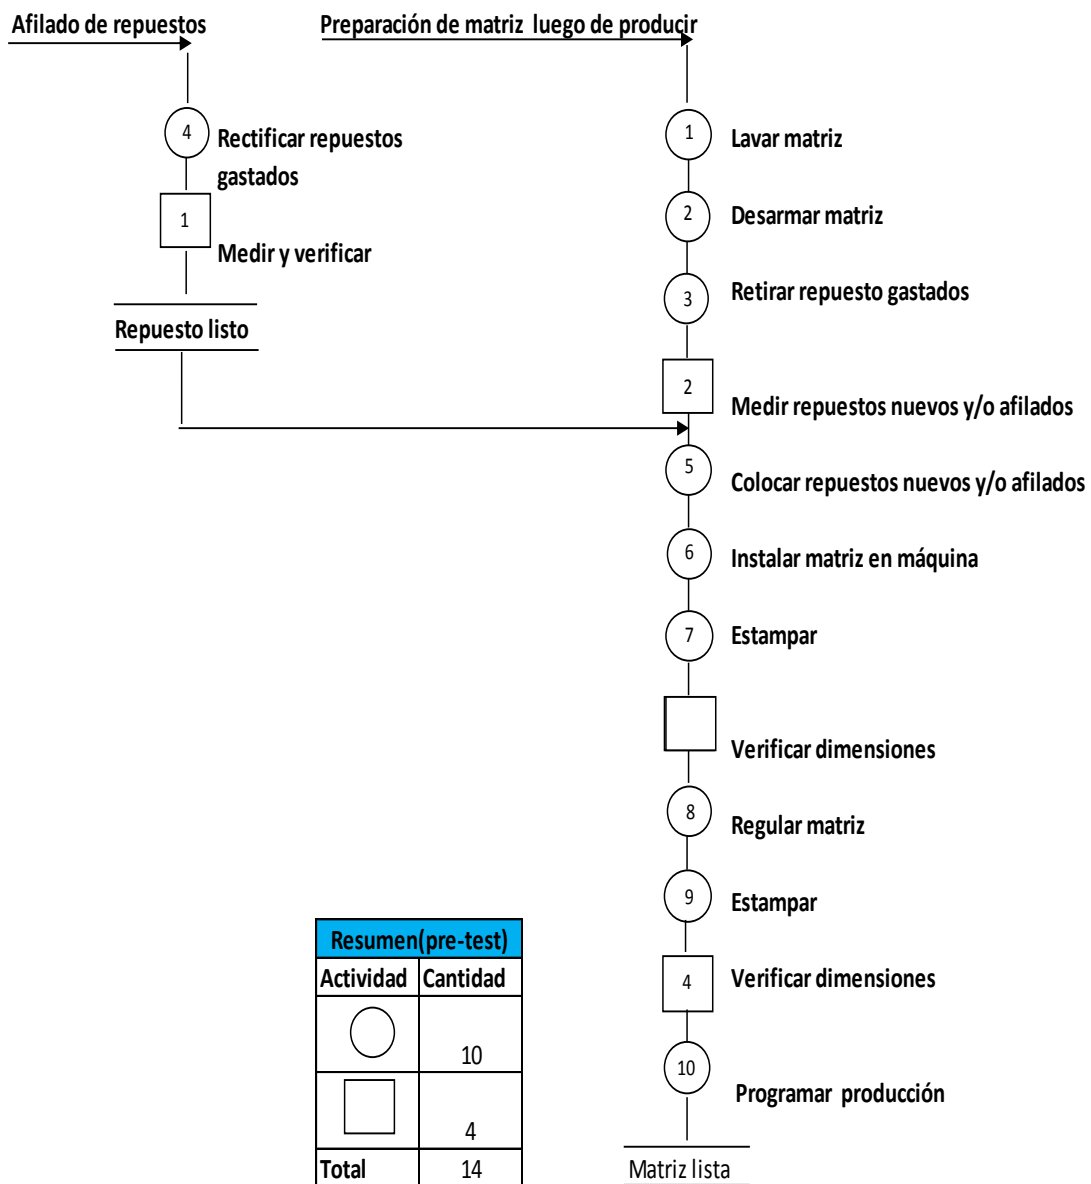 Afilado de repuestos
Preparación de matriz luego de producir
4
Rectificar repuestos
gastados
1
Medir y verificar
Repuesto listo
1
Lavar matriz
2
Desarmar matriz
3
Retirar repuesto gastados
2
Medir repuestos nuevos y/o afilados
5
Colocar repuestos nuevos y/o afilados
6
Instalar matriz en máquina
7
Estampar
Verificar dimensiones
8
Regular matriz
9
Estampar
4
Verificar dimensiones
10
Programar producción
Matriz lista
Resumen(pre-test)
Actividad Cantidad
10
4
Total 14